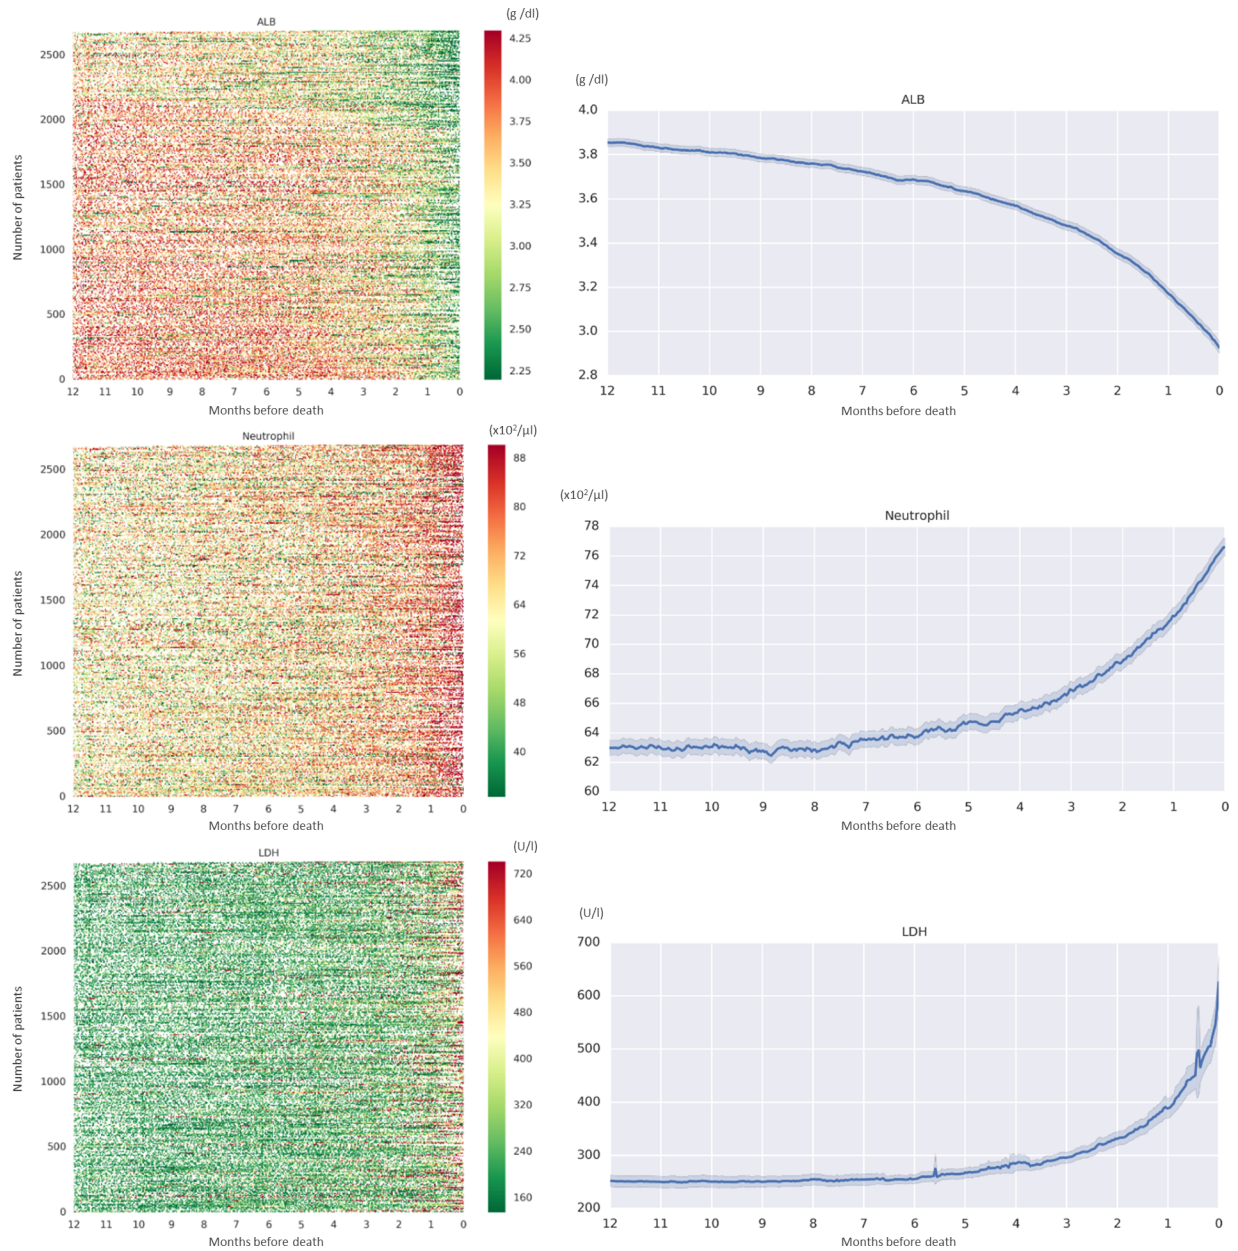 (g /dl)
ALB
4.25
4.00
3.75
3.50
3.25
3.00
2.75
2.50
2.25
2500
2000
1500
1000
500
0
Number of patients
12 11 10 9 8 7 6 5 4 3 2 1 0
Months before death
(g /dl)
ALB
4.0
3.8
3.6
3.4
3.2
3.0
2.8
12 11 10 9 8 7 6 5 4 3 2 1 0
Months before death
(x10²/μl)
Neutrophil
88
80
72
64
56
48
40
2500
2000
1500
1000
500
0
Number of patients
12 11 10 9 8 7 6 5 4 3 2 1 0
Months before death
(x10²/μl)
Neutrophil
78
76
74
72
70
68
66
64
62
60
12 11 10 9 8 7 6 5 4 3 2 1 0
Months before death
(U/l)
LDH
720
640
560
480
400
320
240
160
2500
2000
1500
1000
500
0
Number of patients
12 11 10 9 8 7 6 5 4 3 2 1 0
Months before death
(U/l)
LDH
700
600
500
400
300
200
12 11 10 9 8 7 6 5 4 3 2 1 0
Months before death